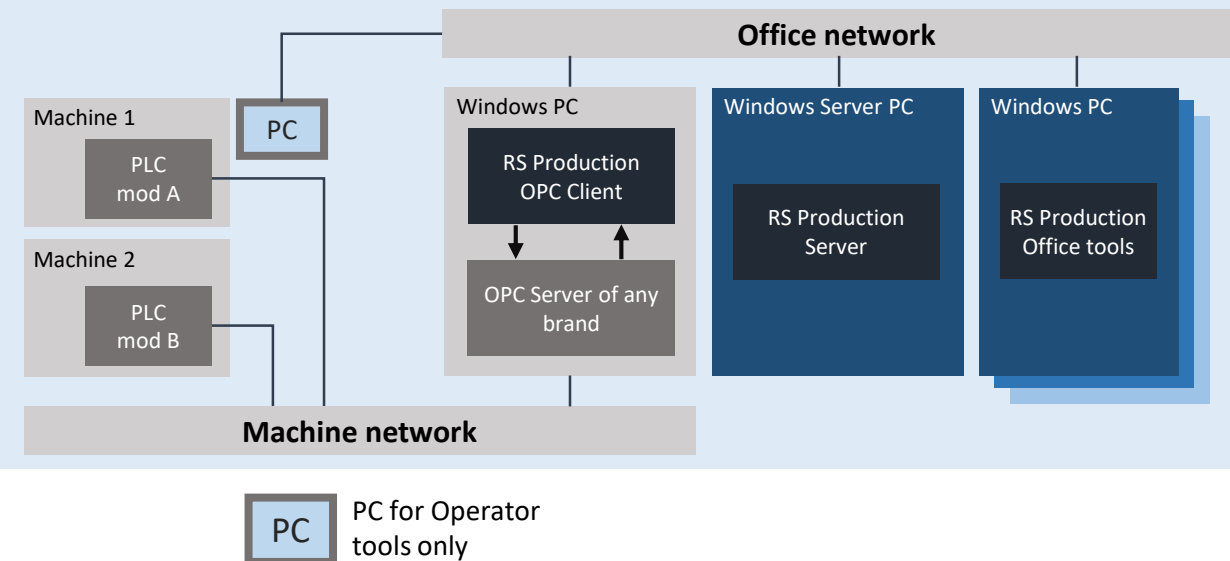 Office network
Machine 1
PLC
mod A
PC
Machine 2
PLC
mod B
Windows PC
RS Production
OPC Client
OPC Server of any
brand
Windows Server PC
RS Production
Server
Windows PC
RS Production
Office tools
Machine network
PC
PC for Operator
tools only